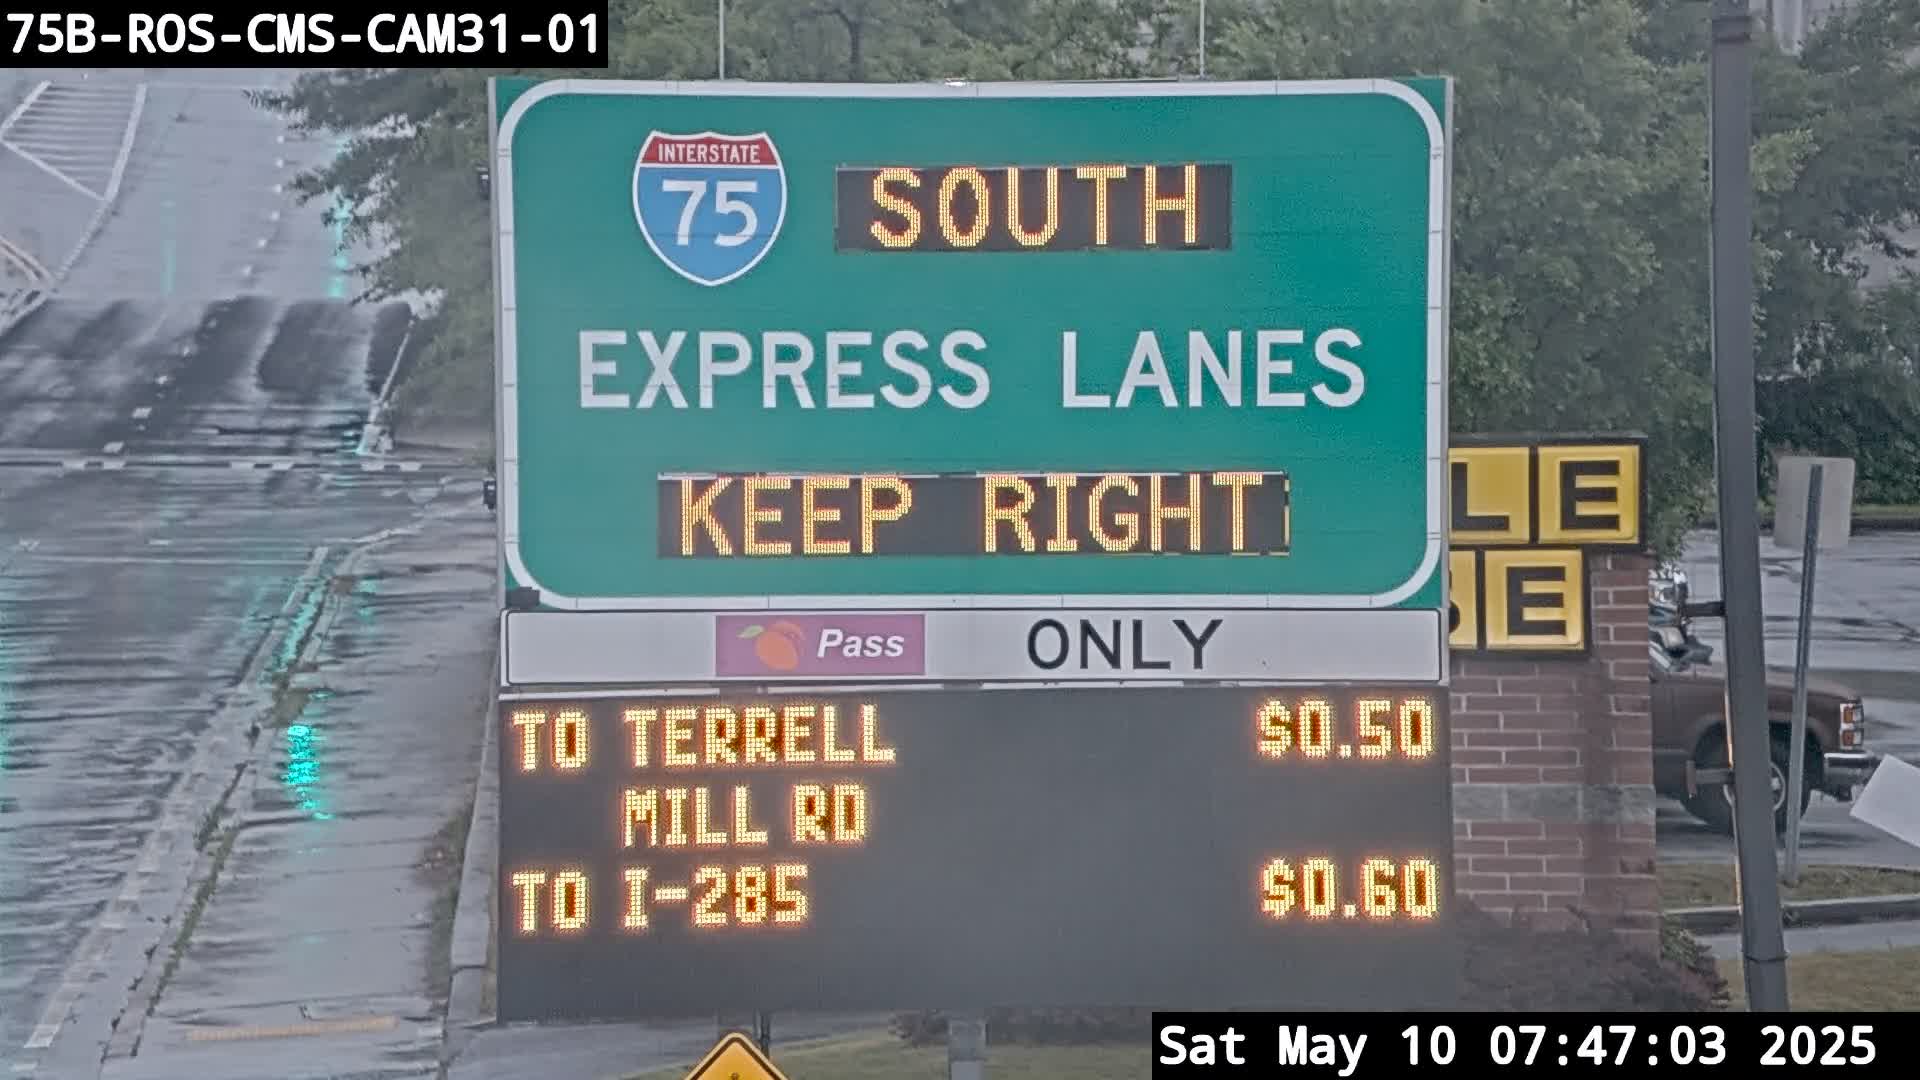 75B-ROS-CMS-CAM31-01
INTERSTATE
75
SOUTH
EXPRESS LANES
KEEP RIGHT
LE
E
Pass ONLY
TO TERRELL $0.50
MILL RD
TO I-285 $0.60
Sat May 10 07:47:03 2025